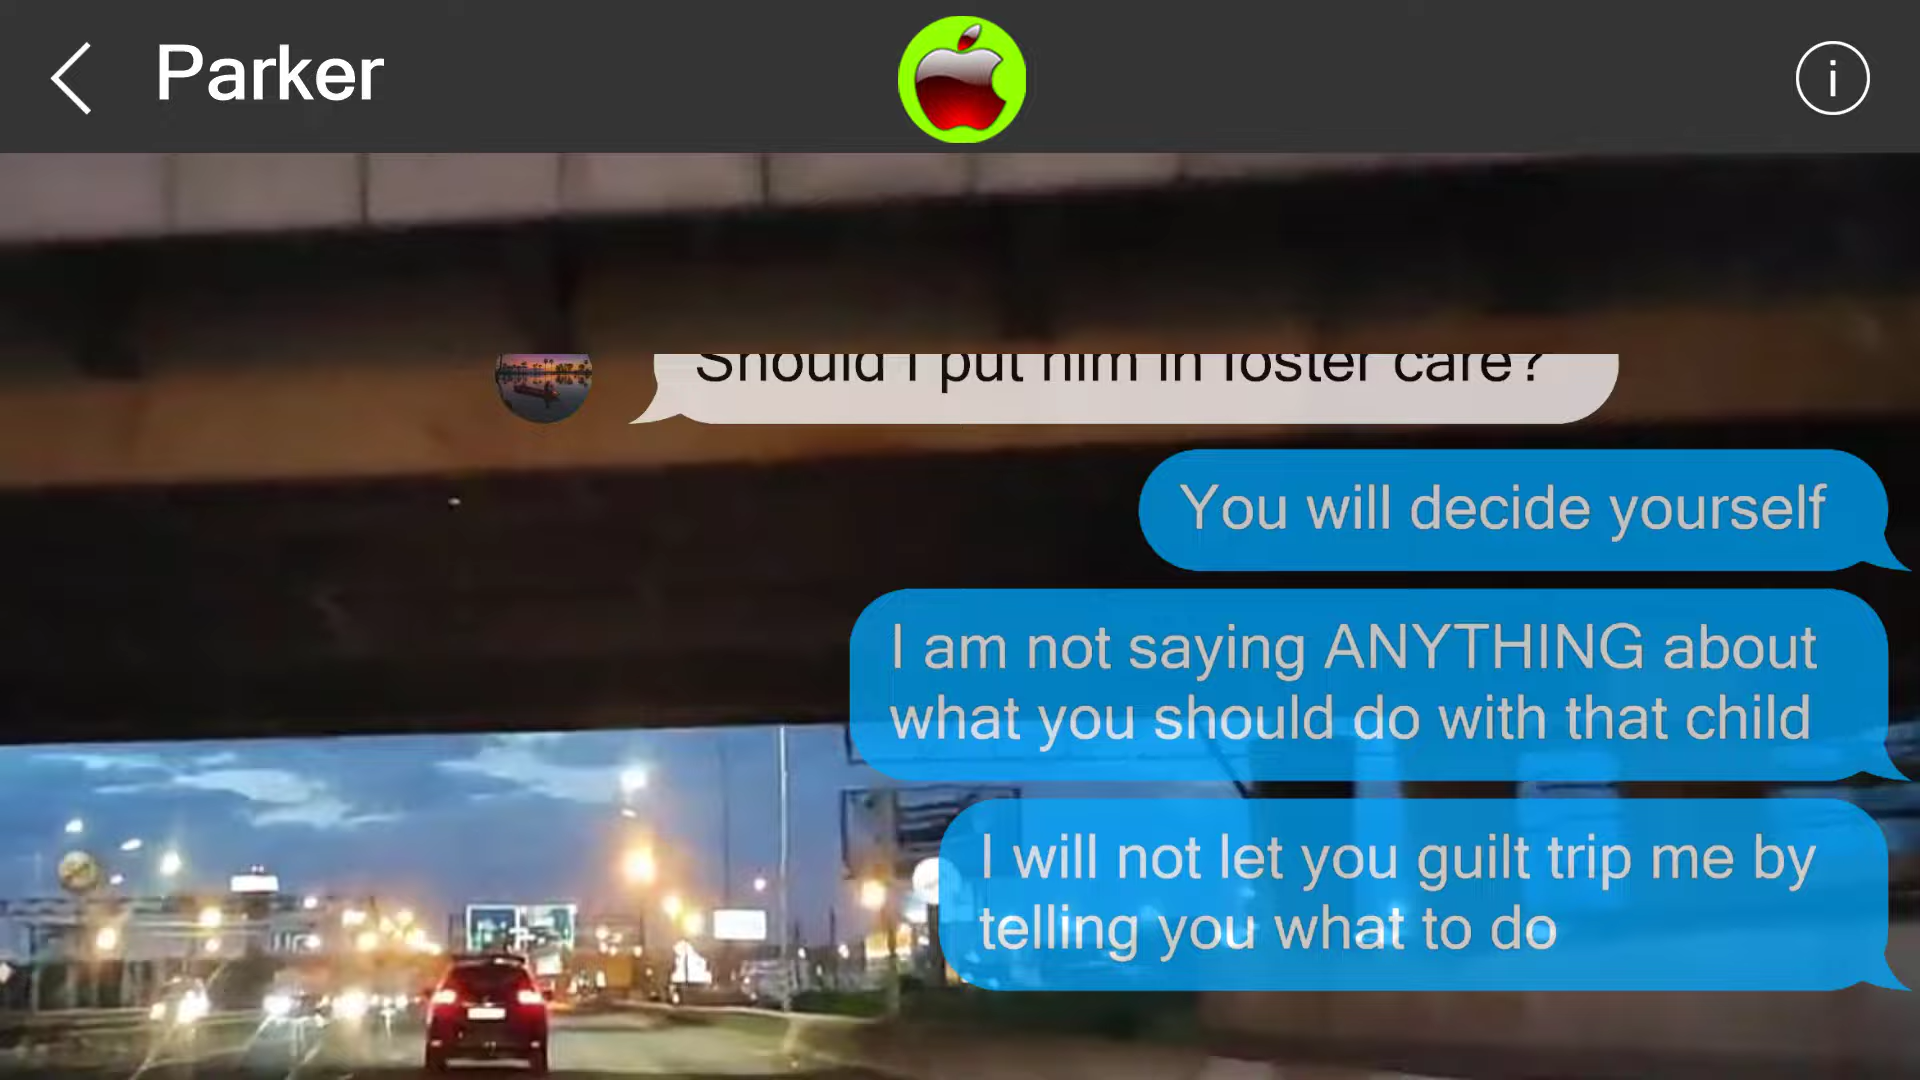 Parker
Should I put him in foster care?
You will decide yourself
I am not saying ANYTHING about
what you should do with that child
I will not let you guilt trip me by
telling you what to do